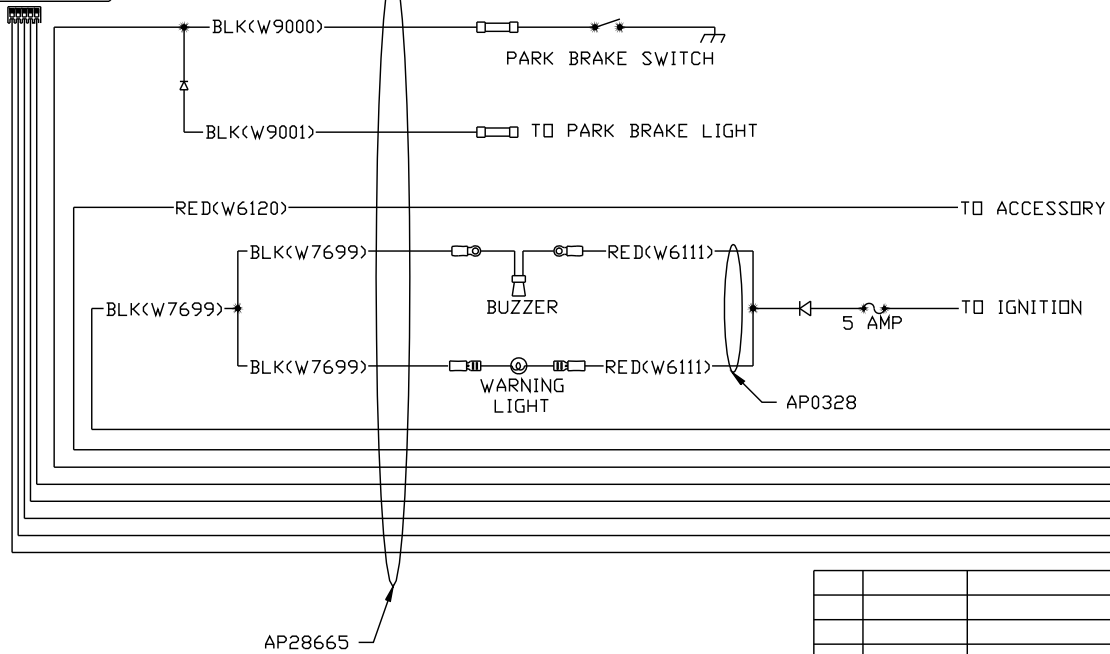 BLK(W9000)
PARK BRAKE SWITCH
BLK(W9001)
TO PARK BRAKE LIGHT
RED(W6120)
TO ACCESSORY
BLK(W7699)
RED(W6111)
BUZZER
BLK(W7699)
TO IGNITION
5 AMP
BLK(W7699)
RED(W6111)
WARNING
LIGHT
AP0328
AP28665